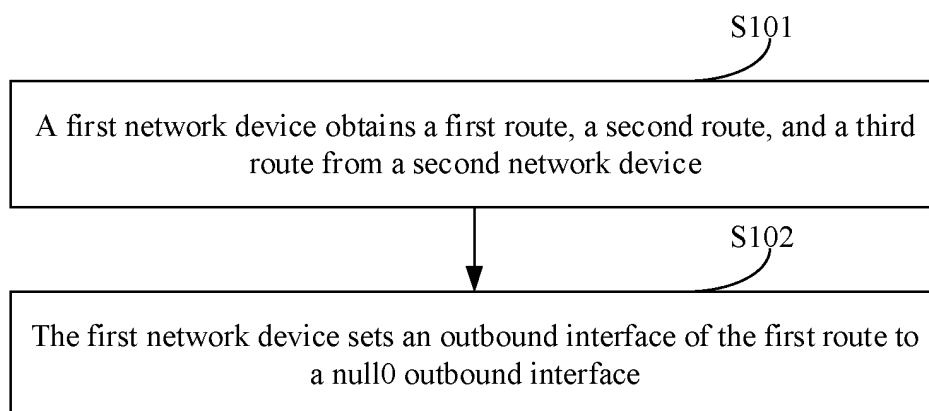 S101
A first network device obtains a first route, a second route, and a third
route from a second network device
S102
The first network device sets an outbound interface of the first route to
a null0 outbound interface